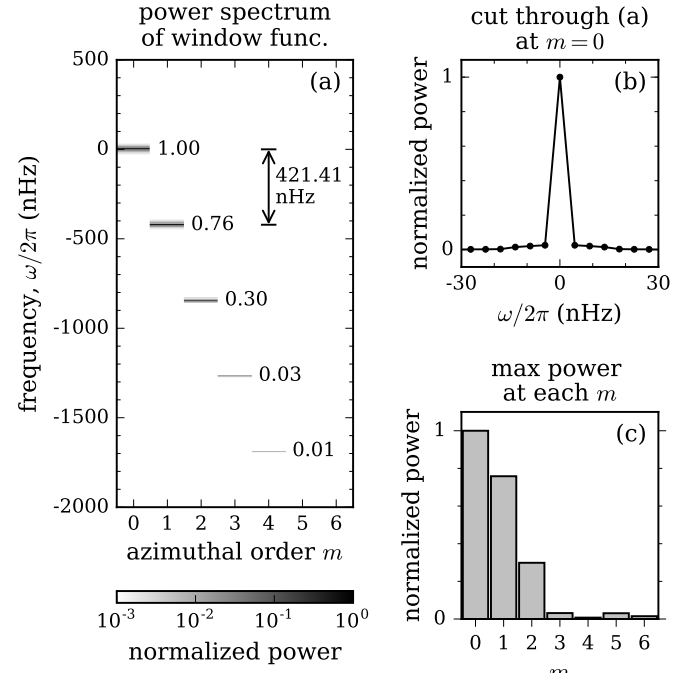 power spectrum
of window func.
500
0
-500
-1000
-1500
-2000
frequency, ω/2π (nHz)
(a)
1.00
0.76
0.30
0.03
0.01
421.41
nHz
0 1 2 3 4 5 6
azimuthal order m
10⁻³ 10⁻² 10⁻¹ 10⁰
normalized power
cut through (a)
at m=0
normalized power
1
0
(b)
-30 0 30
ω/2π (nHz)
max power
at each m
normalized power
1
0
(c)
0 1 2 3 4 5 6
m